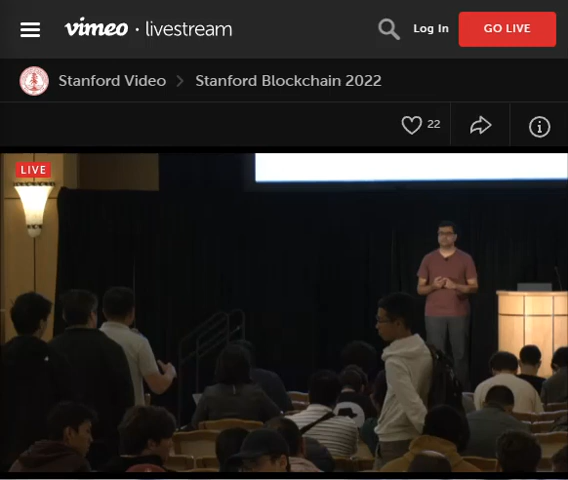 vimeo · livestream
Log In
GO LIVE
Stanford Video > Stanford Blockchain 2022
22
LIVE